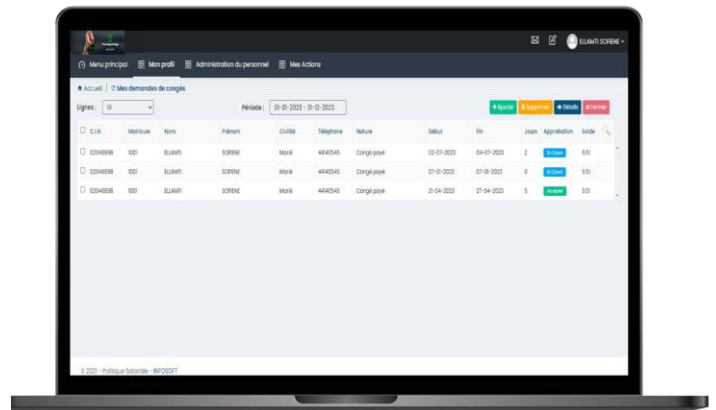 ELLAMTI SOFIENE
Menu principal Mon profil Administration du personnel Mes Actions
Accueil / Mes demandes de congés
Lignes : 10 Période : 01-01-2023 - 31-12-2023 Ajouter Supprimer Détails Fermer
C.I.N Matricule Nom Prénom Civilité Téléphone Nature Début Fin Jours Approbation Solde
1001 ELLAMTI SOFIENE Marié 44140545 Congé payé 02-07-2023 04-07-2023 2 En Cours 9.51
1001 ELLAMTI SOFIENE Marié 44140545 Congé payé 07-01-2023 07-01-2023 0 En Cours 9.51
1001 ELLAMTI SOFIENE Marié 44140545 Congé payé 21-04-2023 27-04-2023 5 Accepter 9.51
© 2021 - Politique Salariale - INFOSOFT